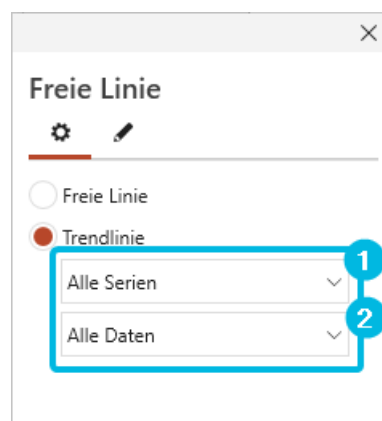 Freie Linie
Freie Linie
Trendlinie
1
Alle Serien
2
Alle Daten